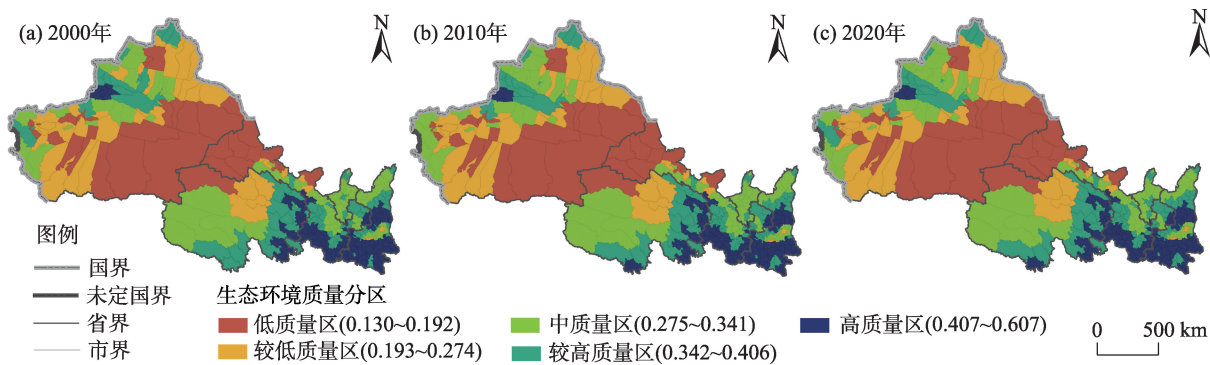 (a) 2000年
N
(b) 2010年
N
(c) 2020年
N
图例
国界
未定国界
省界
市界
生态环境质量分区
低质量区(0.130~0.192)
中质量区(0.275~0.341)
高质量区(0.407~0.607)
较低质量区(0.193~0.274)
较高质量区(0.342~0.406)
0 500 km